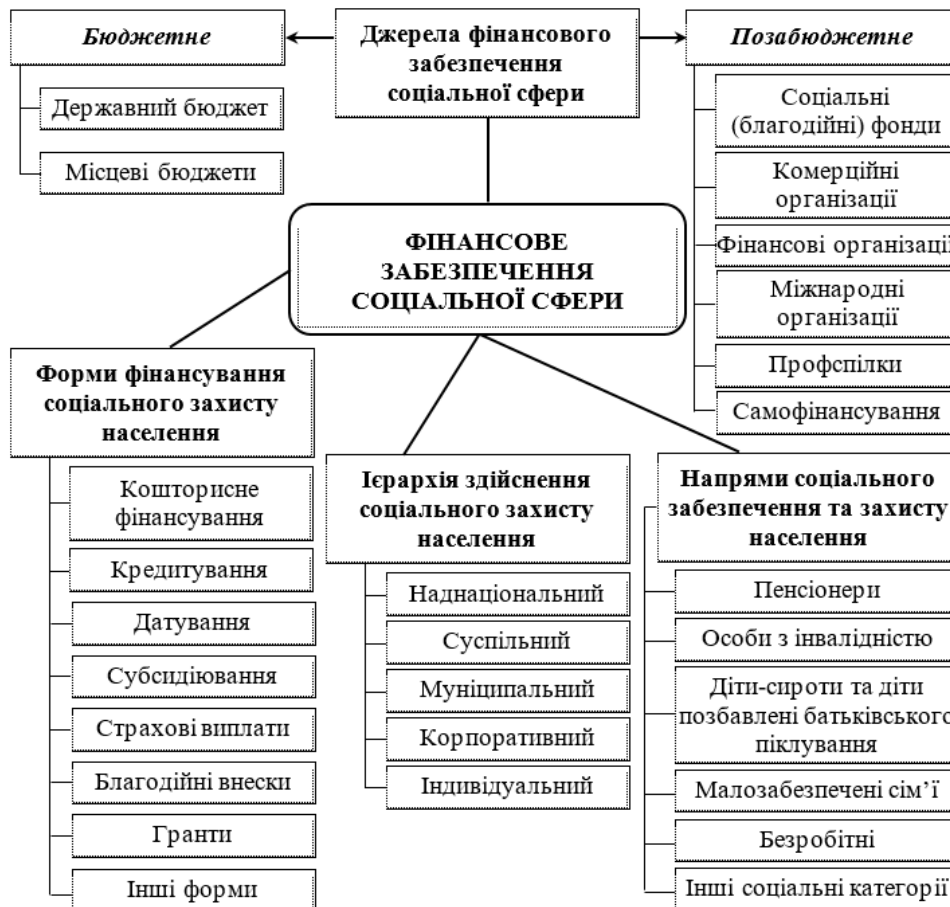 Бюджетне
Державний бюджет
Місцеві бюджети
Джерела фінансового
забезпечення
соціальної сфери
Позабюджетне
Соціальні
(благодійні) фонди
Комерційні
організації
Фінансові організації
Міжнародні
організації
Профспілки
Самофінансування
ФІНАНСОВЕ
ЗАБЕЗПЕЧЕННЯ
СОЦІАЛЬНОЇ СФЕРИ
Форми фінансування
соціального захисту
населення
Кошторисне
фінансування
Кредитування
Датування
Субсидіювання
Страхові виплати
Благодійні внески
Гранти
Інші форми
Ієрархія здійснення
соціального захисту
населення
Наднаціональний
Суспільний
Муніципальний
Корпоративний
Індивідуальний
Напрями соціального
забезпечення та захисту
населення
Пенсіонери
Особи з інвалідністю
Діти-сироти та діти
позбавлені батьківського
піклування
Малозабезпечені сім’ї
Безробітні
Інші соціальні категорії